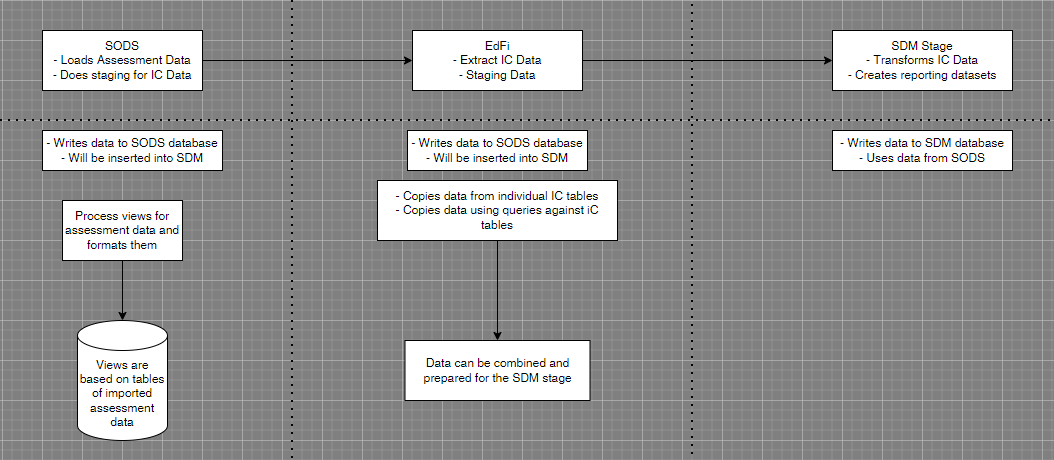 SODS
- Loads Assessment Data
- Does staging for IC Data
EdFi
- Extract IC Data
- Staging Data
SDM Stage
- Transforms IC Data
- Creates reporting datasets
- Writes data to SODS database
- Will be inserted into SDM
- Writes data to SODS database
- Will be inserted into SDM
- Writes data to SDM database
- Uses data from SODS
- Copies data from individual IC tables
- Copies data using queries against iC
tables
Process views for
assessment data and
formats them
Data can be combined and
prepared for the SDM stage
Views are
based on tables
of imported
assessment
data